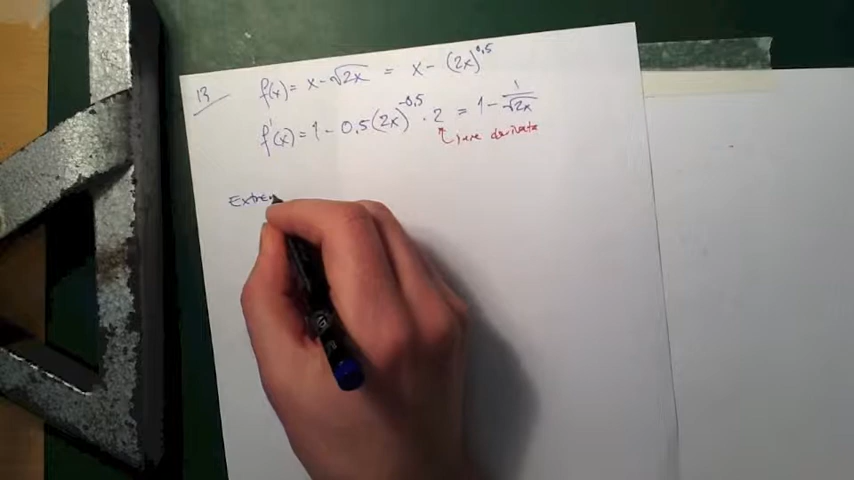 13
f(x) = x - √2x = x - (2x)^0,5
f'(x) = 1 - 0,5(2x)^-0,5 · 2 = 1 - 1/√2x
inre derivata
Extre